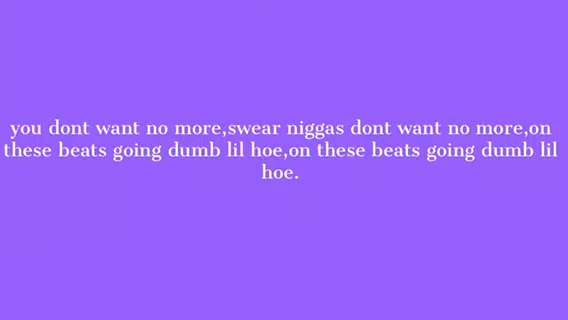 you dont want no more,swear niggas dont want no more,on
these beats going dumb lil hoe,on these beats going dumb lil
hoe.